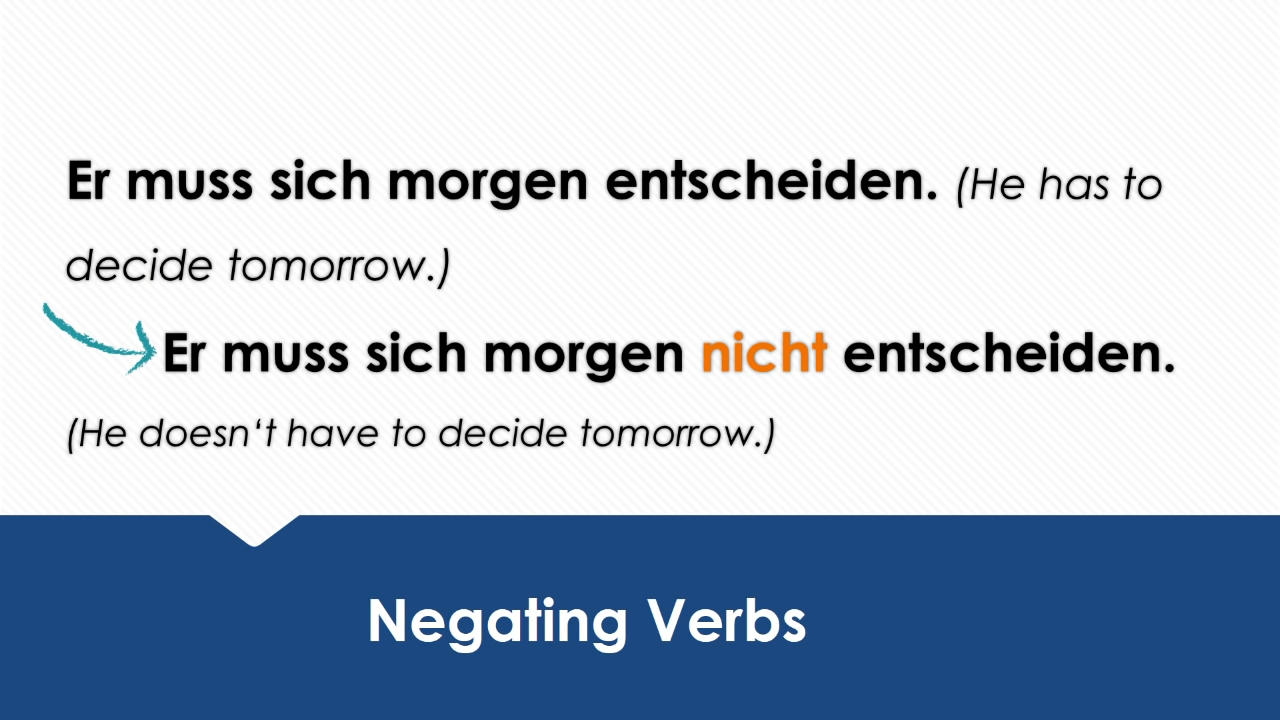 Er muss sich morgen entscheiden. (He has to
decide tomorrow.)
Er muss sich morgen nicht entscheiden.
(He doesn‘t have to decide tomorrow.)
Negating Verbs